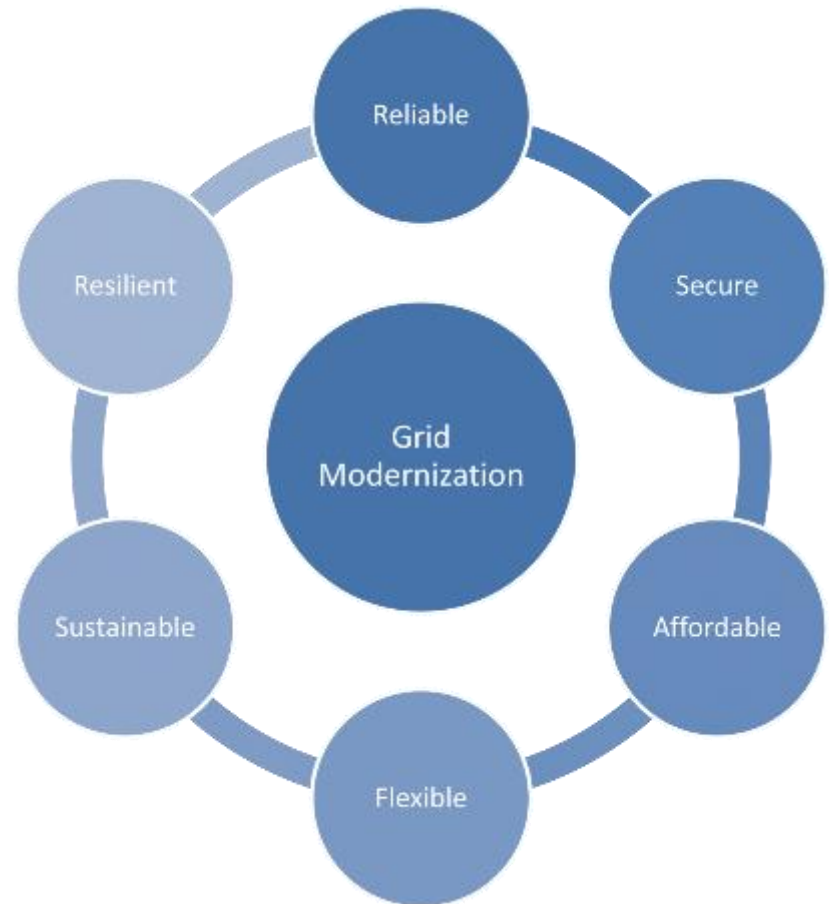 Reliable
Secure
Affordable
Flexible
Sustainable
Resilient
Grid
Modernization